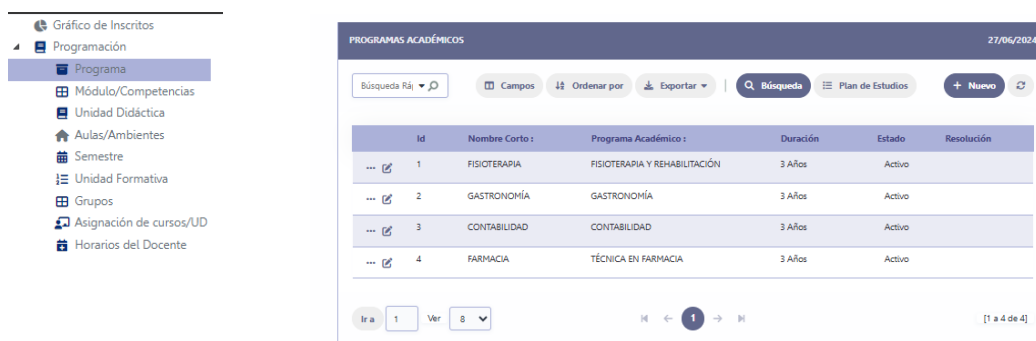 Gráfico de Inscritos
Programación
Programa
Módulo/Competencias
Unidad Didáctica
Aulas/Ambientes
Semestre
Unidad Formativa
Grupos
Asignación de cursos/UD
Horarios del Docente
PROGRAMAS ACADÉMICOS 27/06/2024
Búsqueda Rá Campos Ordenar por Exportar Búsqueda Plan de Estudios + Nuevo
Id Nombre Corto : Programa Académico : Duración Estado Resolución
1 FISIOTERAPIA FISIOTERAPIA Y REHABILITACIÓN 3 Años Activo
2 GASTRONOMÍA GASTRONOMÍA 3 Años Activo
3 CONTABILIDAD CONTABILIDAD 3 Años Activo
4 FARMACIA TÉCNICA EN FARMACIA 3 Años Activo
Ir a 1 Ver 8 1 [1 a 4 de 4]